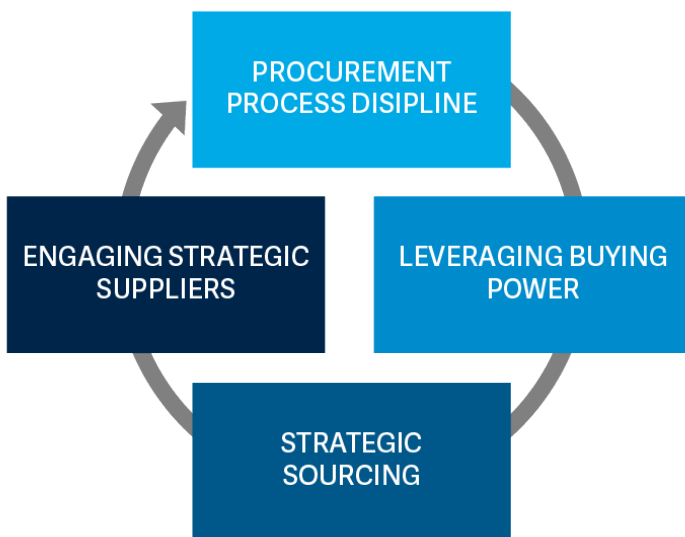 PROCUREMENT
PROCESS DISIPLINE
LEVERAGING BUYING
POWER
STRATEGIC
SOURCING
ENGAGING STRATEGIC
SUPPLIERS